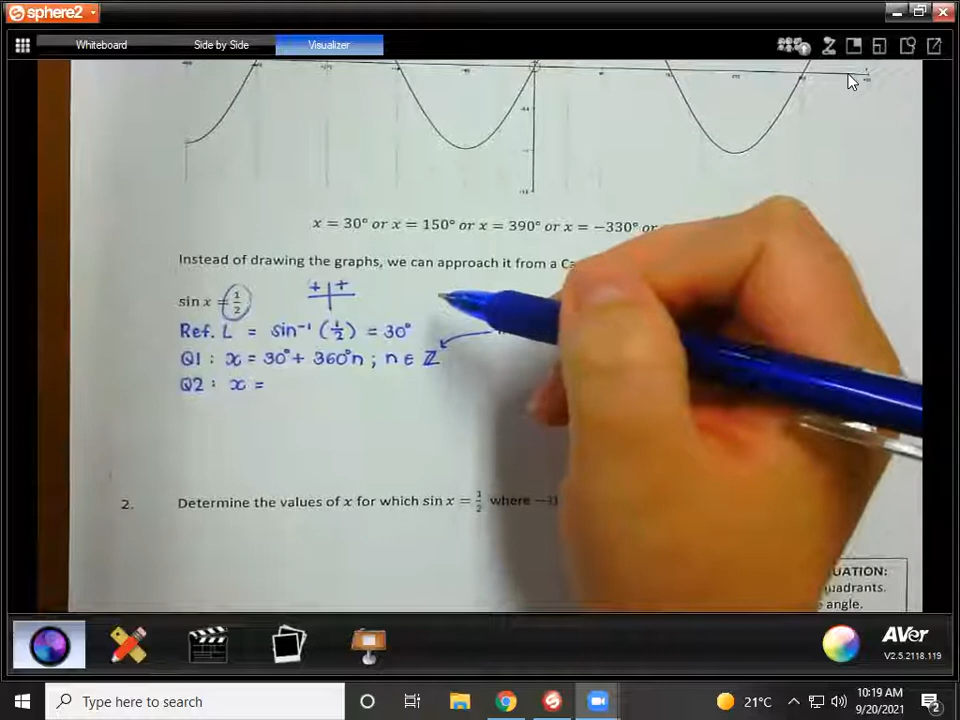 sphere2
Whiteboard Side by Side Visualizer
x = 30° or x = 150° or x = 390° or x = −330° or
Instead of drawing the graphs, we can approach it from a Ca
sin x = 1/2 + +
Ref. L = sin⁻¹ (1/2) = 30°
Q1 : x = 30° + 360°n ; n ∈ ℤ
Q2 : x =
2. Determine the values of x for which sin x = 1/2 where
UATION:
uadrants.
e angle.
AVer
V2.5.2118.119
Type here to search
21°C
10:19 AM
9/20/2021
2